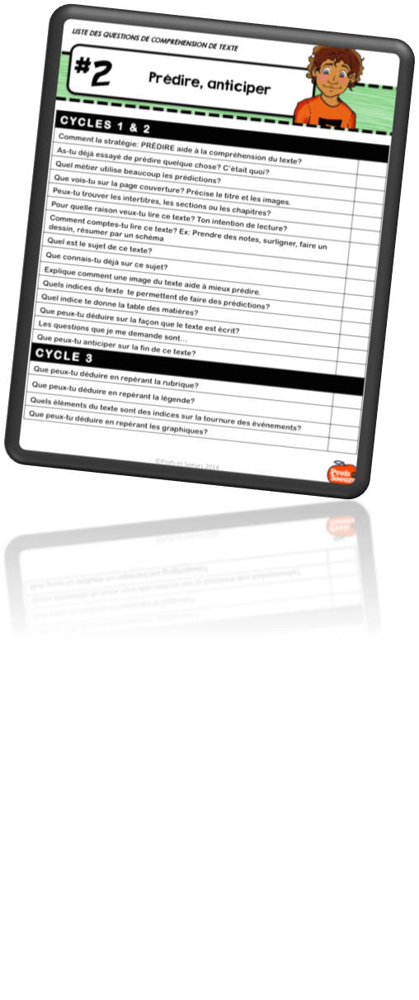 LISTE DES QUESTIONS DE COMPRÉHENSION DE TEXTE
#2
Prédire, anticiper
CYCLES 1 & 2
Comment la stratégie: PRÉDIRE aide à la compréhension du texte?
As-tu déjà essayé de prédire quelque chose? C'était quoi?
Quel métier utilise beaucoup les prédictions?
Que vois-tu sur la page couverture? Précise le titre et les images.
Peux-tu trouver les intertitres, les sections ou les chapitres?
Pour quelle raison veux-tu lire ce texte? Ton intention de lecture?
Comment comptes-tu lire ce texte? Ex: Prendre des notes, surligner, faire un
dessin, résumer par un schéma
Quel est le sujet de ce texte?
Que connais-tu déjà sur ce sujet?
Explique comment une image du texte aide à mieux prédire.
Quels indices du texte te permettent de faire des prédictions?
Quel indice te donne la table des matières?
Que peux-tu déduire sur la façon que le texte est écrit?
Les questions que je me demande sont...
Que peux-tu anticiper sur la fin de ce texte?
CYCLE 3
Que peux-tu déduire en repérant la rubrique?
Que peux-tu déduire en repérant la légende?
Quels éléments du texte sont des indices sur la tournure des événements?
Que peux-tu déduire en repérant les graphiques?
©Profs et Soeurs 2014
Profs
Soeurs